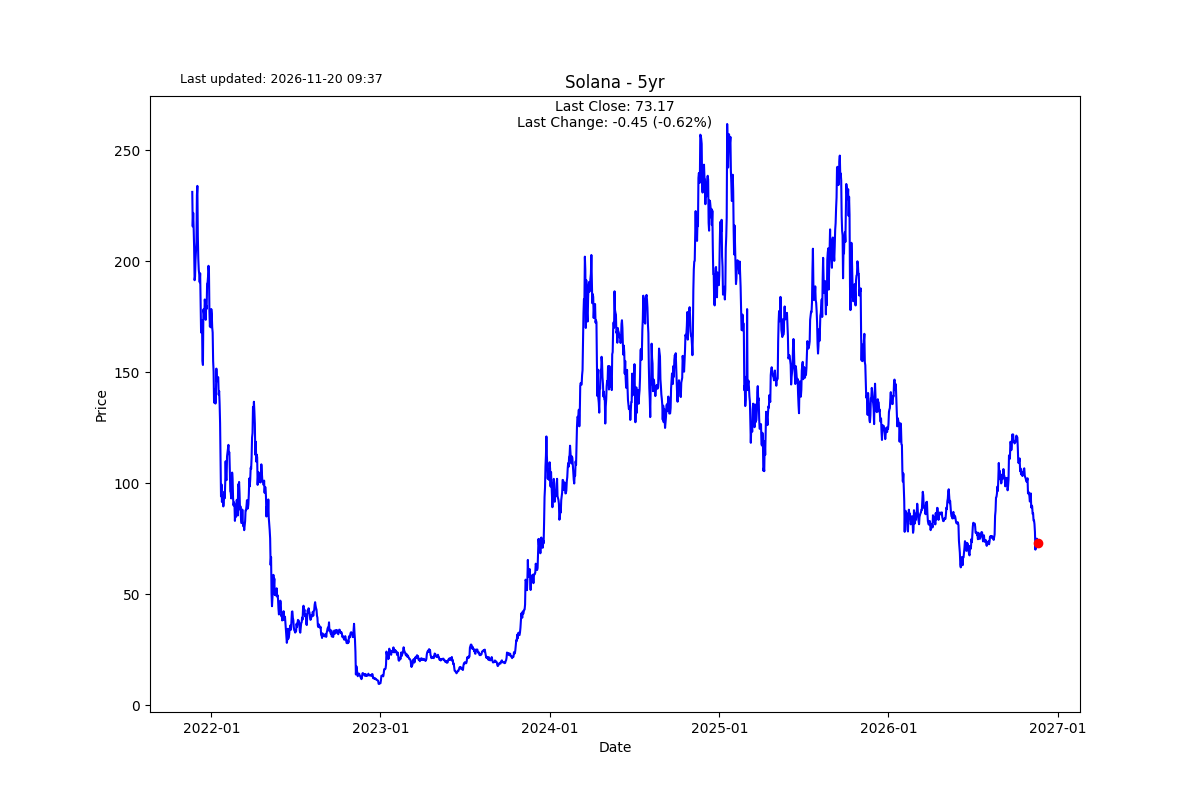 Last updated: 2026-11-20 09:37
Solana - 5yr
Last Close: 73.17
Last Change: -0.45 (-0.62%)
250
200
150
100
50
0
Price
2022-01
2023-01
2024-01
2025-01
2026-01
2027-01
Date